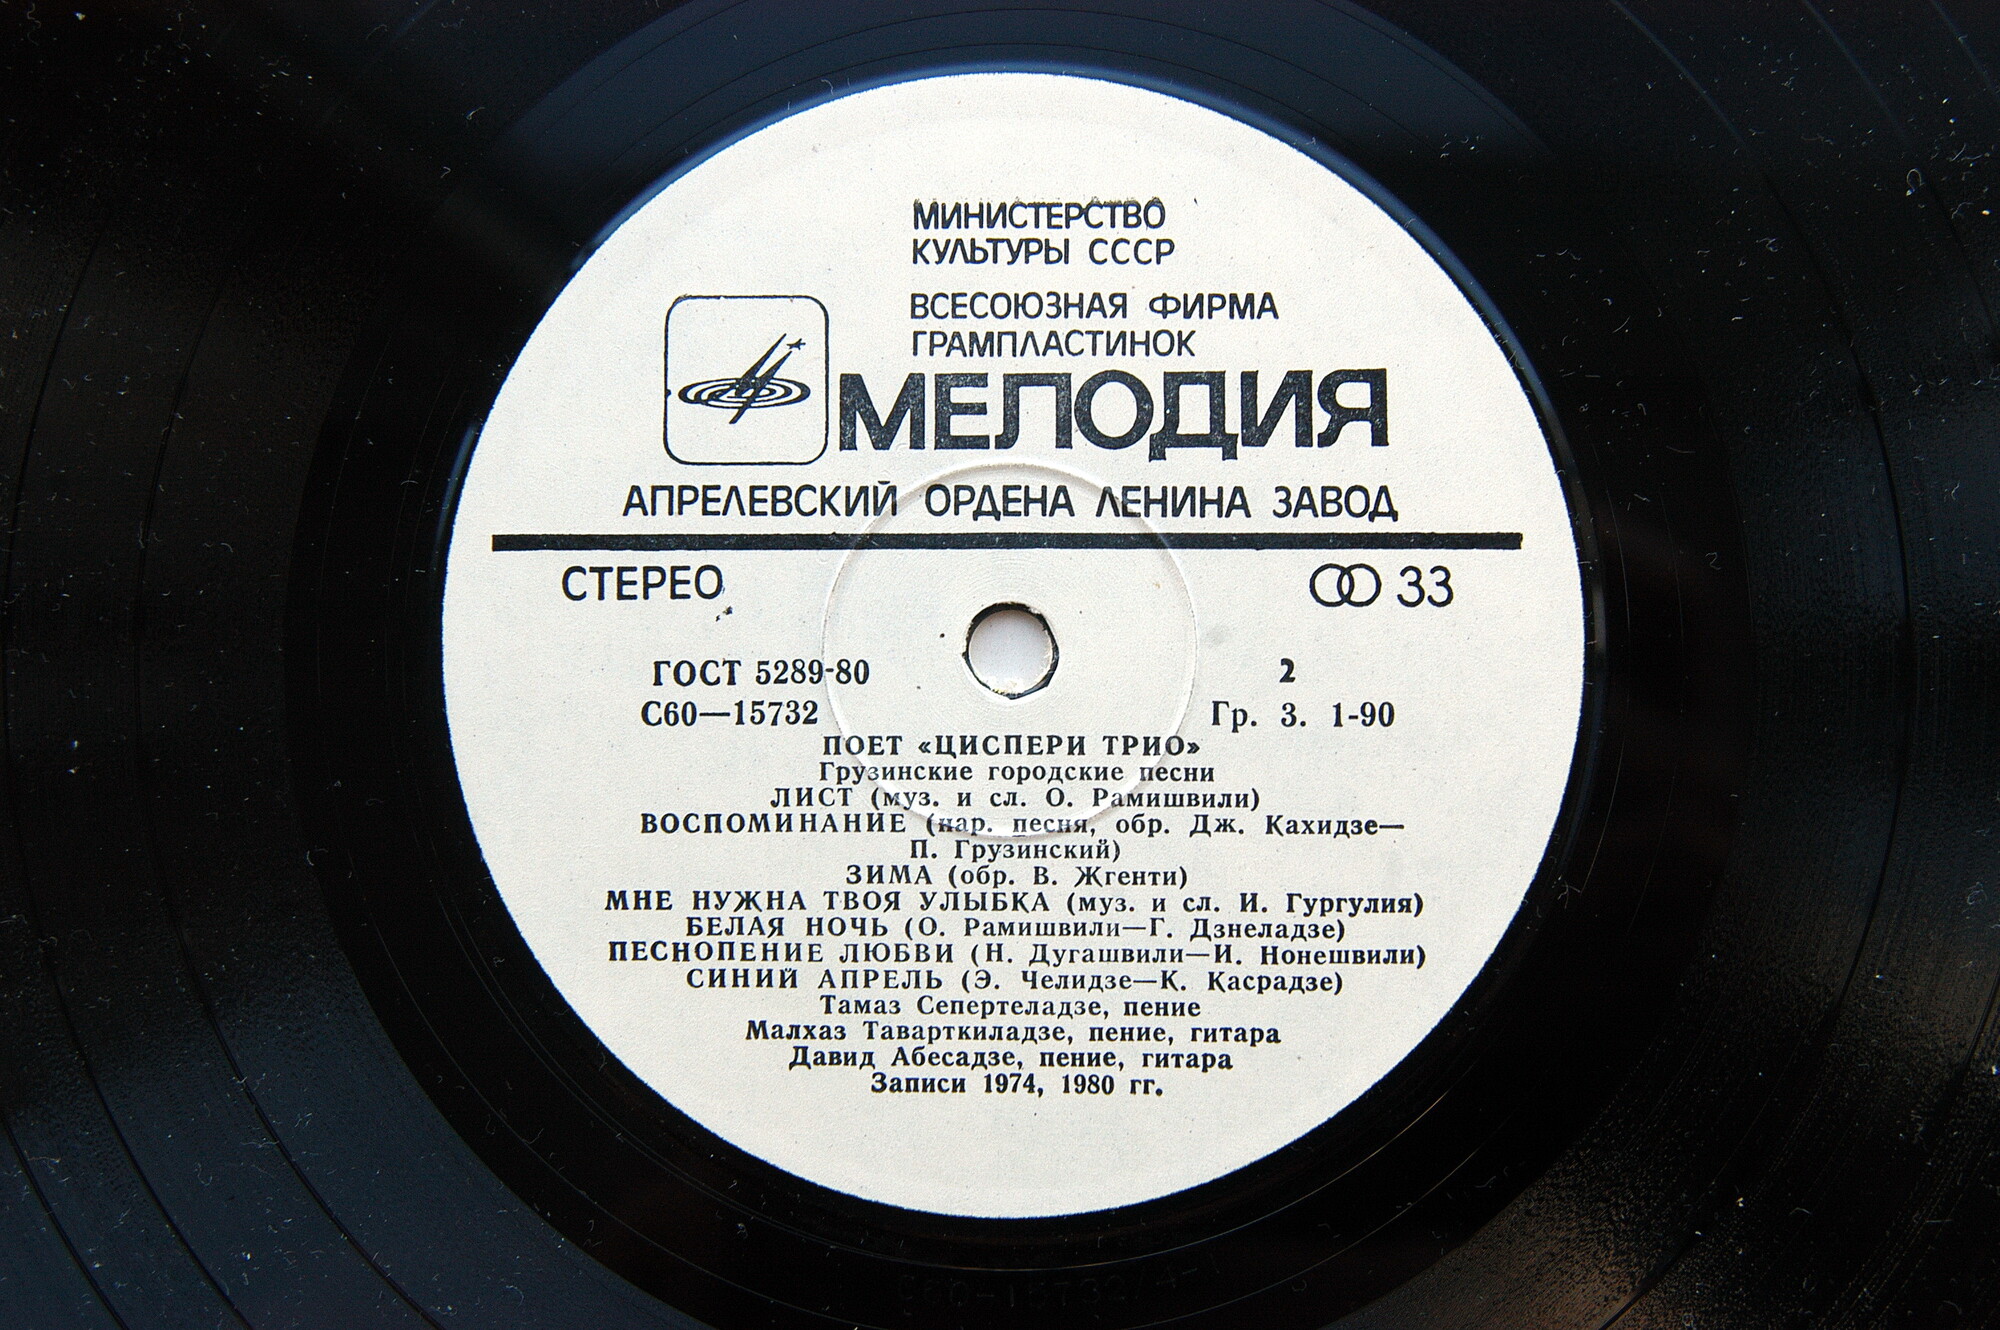 МИНИСТЕРСТВО
КУЛЬТУРЫ СССР
ВСЕСОЮЗНАЯ ФИРМА
ГРАМПЛАСТИНОК
МЕЛОДИЯ
АПРЕЛЕВСКИЙ ОРДЕНА ЛЕНИНА ЗАВОД
СТЕРЕО 33
ГОСТ 5289-80 2
С60—15732 Гр. 3. 1-90
ПОЕТ «ЦИСПЕРИ ТРИО»
Грузинские городские песни
ЛИСТ (муз. и сл. О. Рамишвили)
ВОСПОМИНАНИЕ (нар. песня, обр. Дж. Кахидзе—
П. Грузинский)
ЗИМА (обр. В. Жгенти)
МНЕ НУЖНА ТВОЯ УЛЫБКА (муз. и сл. И. Гургулия)
БЕЛАЯ НОЧЬ (О. Рамишвили—Г. Дзнеладзе)
ПЕСНОПЕНИЕ ЛЮБВИ (Н. Дугашвили—И. Нонешвили)
СИНИЙ АПРЕЛЬ (Э. Челидзе—К. Касрадзе)
Тамаз Сепертеладзе, пение
Малхаз Таварткиладзе, пение, гитара
Давид Абесадзе, пение, гитара
Записи 1974, 1980 гг.